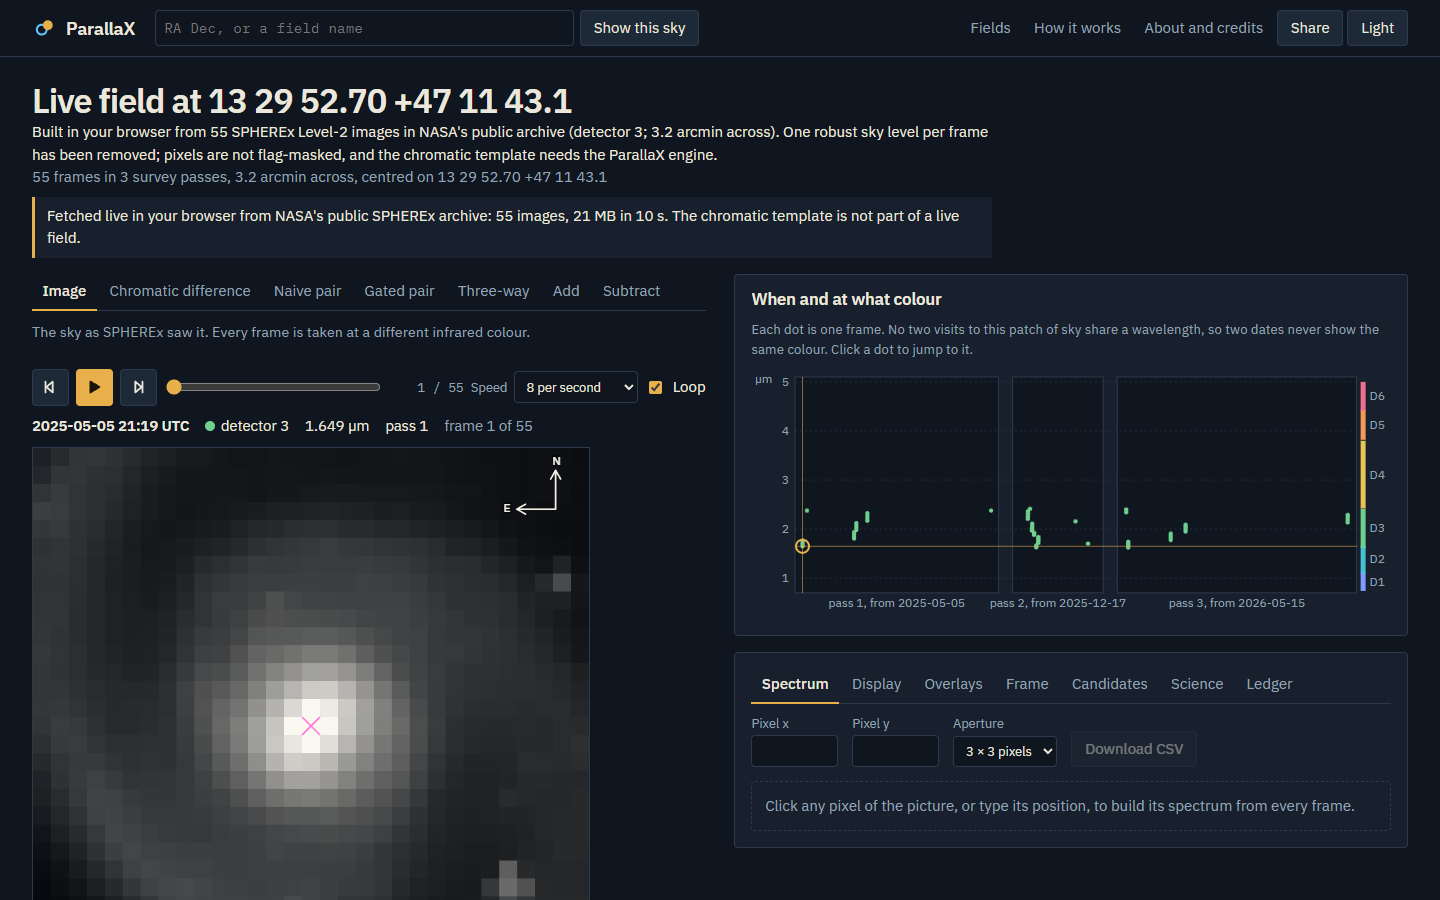 ParallaX
RA Dec, or a field name
Show this sky
Fields
How it works
About and credits
Share
Light
Live field at 13 29 52.70 +47 11 43.1
Built in your browser from 55 SPHEREx Level-2 images in NASA's public archive (detector 3; 3.2 arcmin across). One robust sky level per frame
has been removed; pixels are not flag-masked, and the chromatic template needs the ParallaX engine.
55 frames in 3 survey passes, 3.2 arcmin across, centred on 13 29 52.70 +47 11 43.1
Fetched live in your browser from NASA's public SPHEREx archive: 55 images, 21 MB in 10 s. The chromatic template is not part of a live
field.
Image
Chromatic difference
Naive pair
Gated pair
Three-way
Add
Subtract
The sky as SPHEREx saw it. Every frame is taken at a different infrared colour.
1 / 55
Speed
8 per second
Loop
2025-05-05 21:19 UTC
detector 3
1.649 µm
pass 1
frame 1 of 55
N
E
When and at what colour
Each dot is one frame. No two visits to this patch of sky share a wavelength, so two dates never show the
same colour. Click a dot to jump to it.
µm
5
4
3
2
1
D6
D5
D4
D3
D2
D1
pass 1, from 2025-05-05
pass 2, from 2025-12-17
pass 3, from 2026-05-15
Spectrum
Display
Overlays
Frame
Candidates
Science
Ledger
Pixel x
Pixel y
Aperture
3 × 3 pixels
Download CSV
Click any pixel of the picture, or type its position, to build its spectrum from every frame.